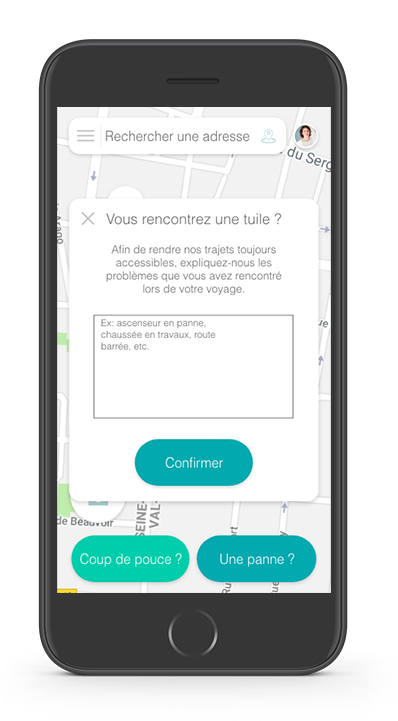 Rechercher une adresse
du Serg
Vous rencontrez une tuile ?
Afin de rendre nos trajets toujours
accessibles, expliquez-nous les
problèmes que vous avez rencontré
lors de votre voyage.
Ex: ascenseur en panne,
chaussée en travaux, route
barrée, etc.
Rue
Confirmer
de Beauvoir
SEINE-
VAL-
Coup de pouce ?
Une panne ?